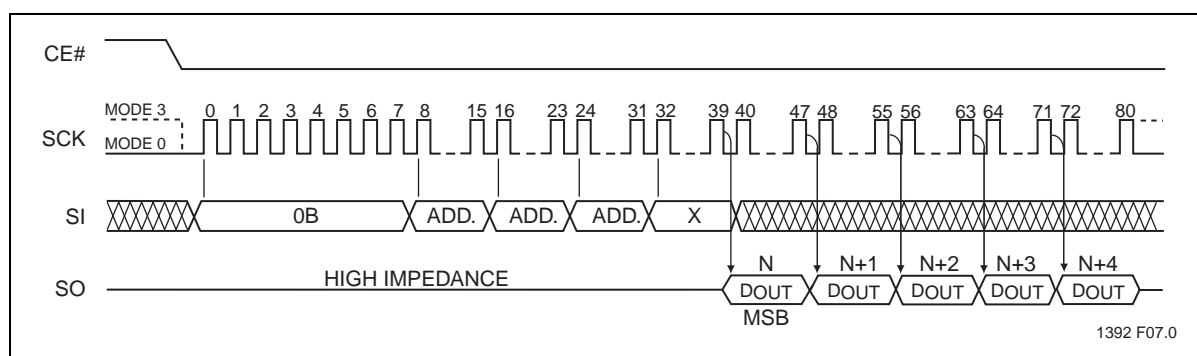 CE#
MODE 3 0 1 2 3 4 5 6 7 8 15 16 23 24 31 32 39 40 47 48 55 56 63 64 71 72 80
SCK MODE 0
SI 0B ADD. ADD. ADD. X
N N+1 N+2 N+3 N+4
SO HIGH IMPEDANCE DOUT DOUT DOUT DOUT DOUT
MSB
1392 F07.0